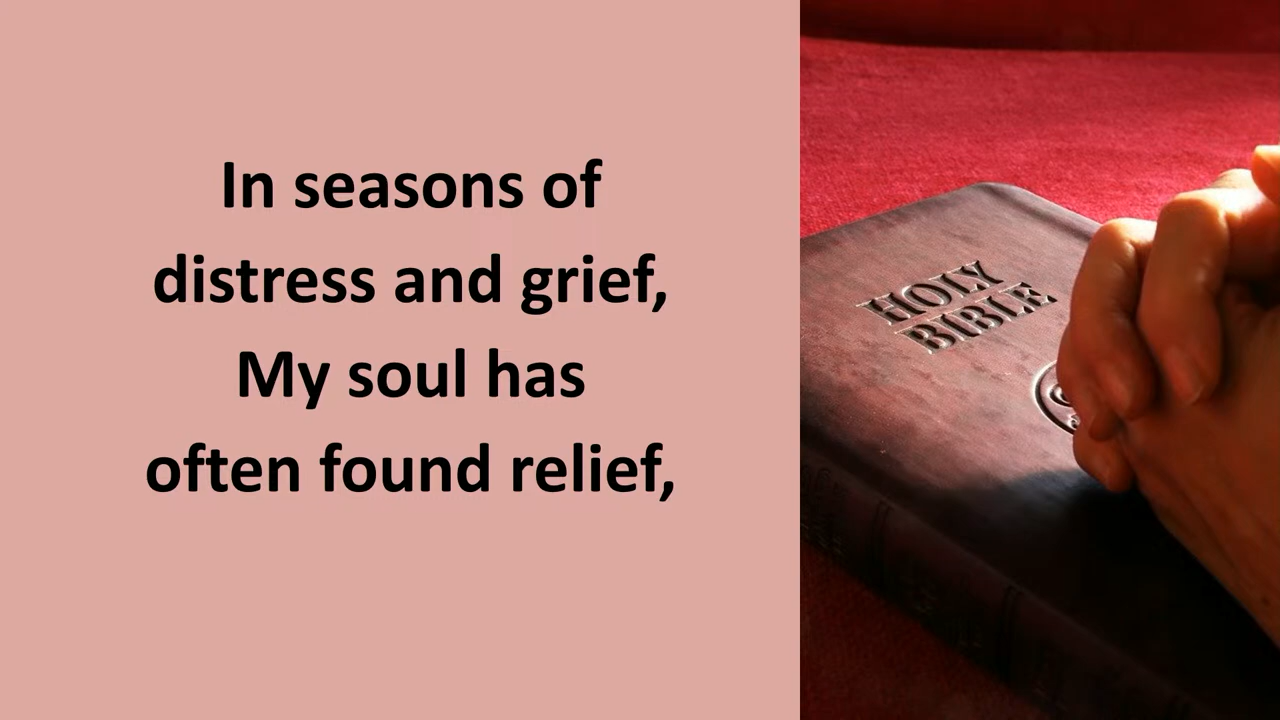 In seasons of
distress and grief,
My soul has
often found relief,
HOLY
BIBLE